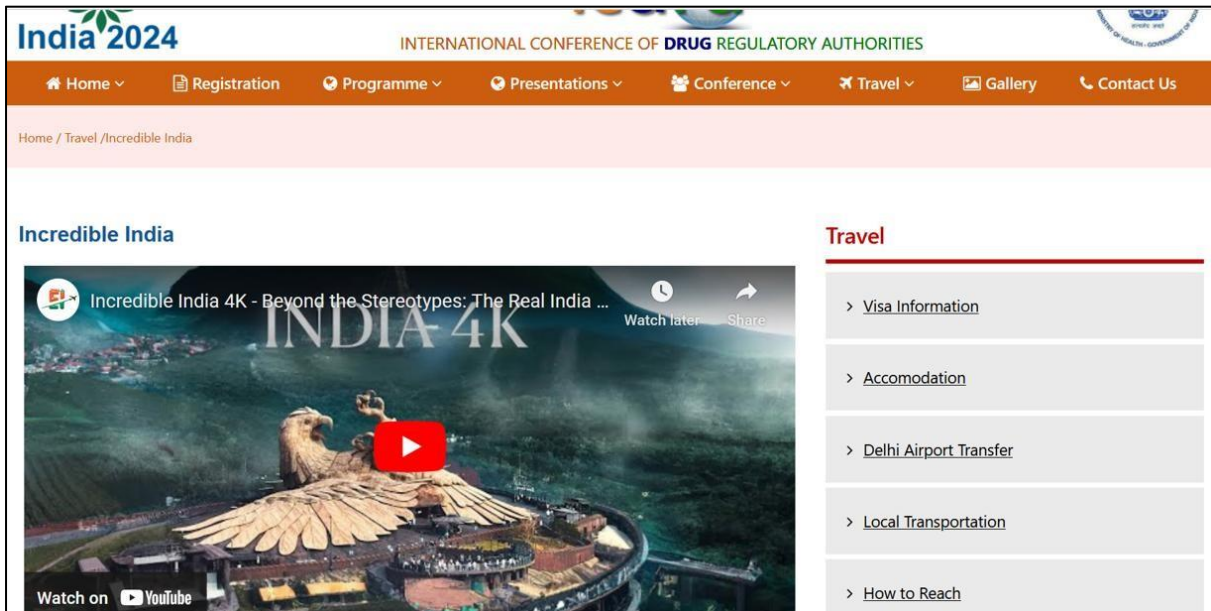 India 2024
INTERNATIONAL CONFERENCE OF DRUG REGULATORY AUTHORITIES
Home
Registration
Programme
Presentations
Conference
Travel
Gallery
Contact Us
Home / Travel /Incredible India
Incredible India
Incredible India 4K - Beyond the Stereotypes: The Real India ...
Watch later
Share
INDIA 4K
Watch on YouTube
Travel
> Visa Information
> Accomodation
> Delhi Airport Transfer
> Local Transportation
> How to Reach